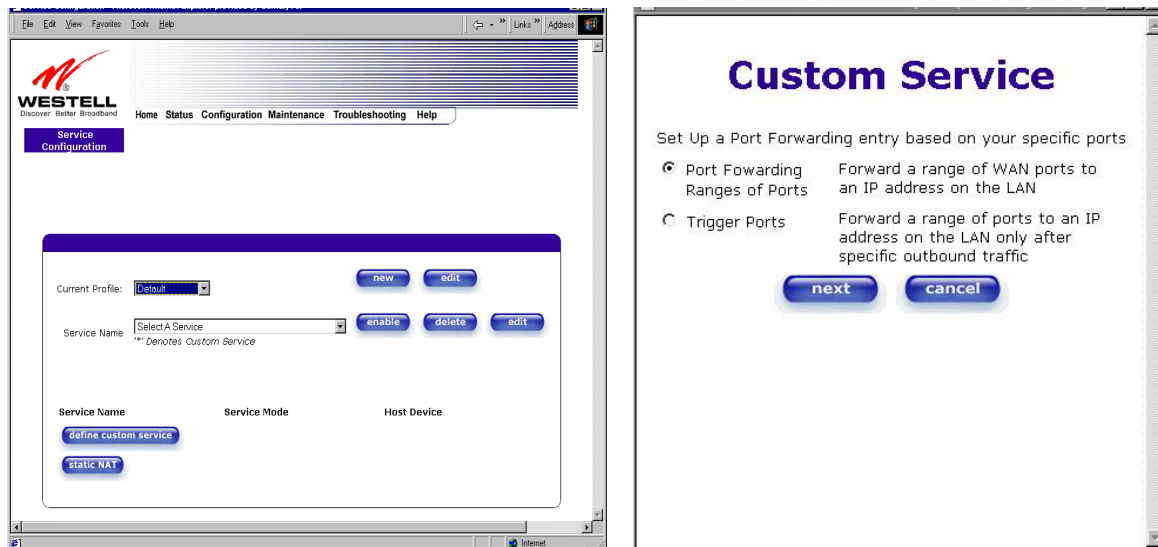 File Edit View Favorites Tools Help
Links » Address
WESTELL
Discover Better Broadband
Home Status Configuration Maintenance Troubleshooting Help
Service
Configuration
Current Profile: Default
new edit
Service Name Select A Service
enable delete edit
'*' Denotes Custom Service
Service Name Service Mode Host Device
define custom service
static NAT
Internet
Custom Service
Set Up a Port Forwarding entry based on your specific ports
Port Fowarding
Ranges of Ports
Forward a range of WAN ports to
an IP address on the LAN
Trigger Ports
Forward a range of ports to an IP
address on the LAN only after
specific outbound traffic
next cancel